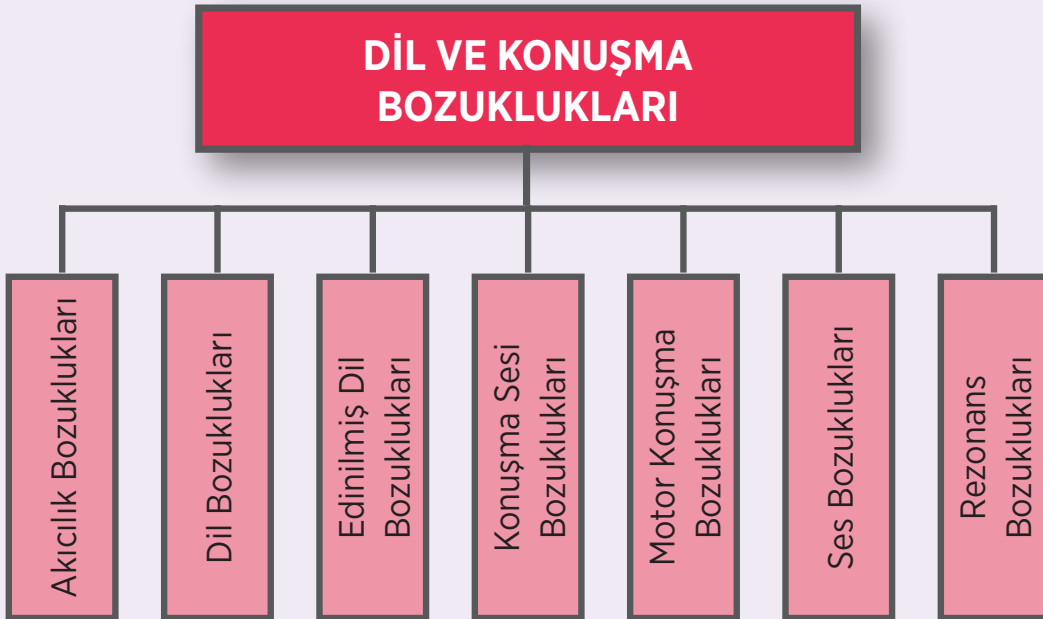 DİL VE KONUŞMA
BOZUKLUKLARI
Akıcılık Bozuklukları
Dil Bozuklukları
Edinilmiş Dil
Bozuklukları
Konuşma Sesi
Bozuklukları
Motor Konuşma
Bozuklukları
Ses Bozuklukları
Rezonans
Bozuklukları